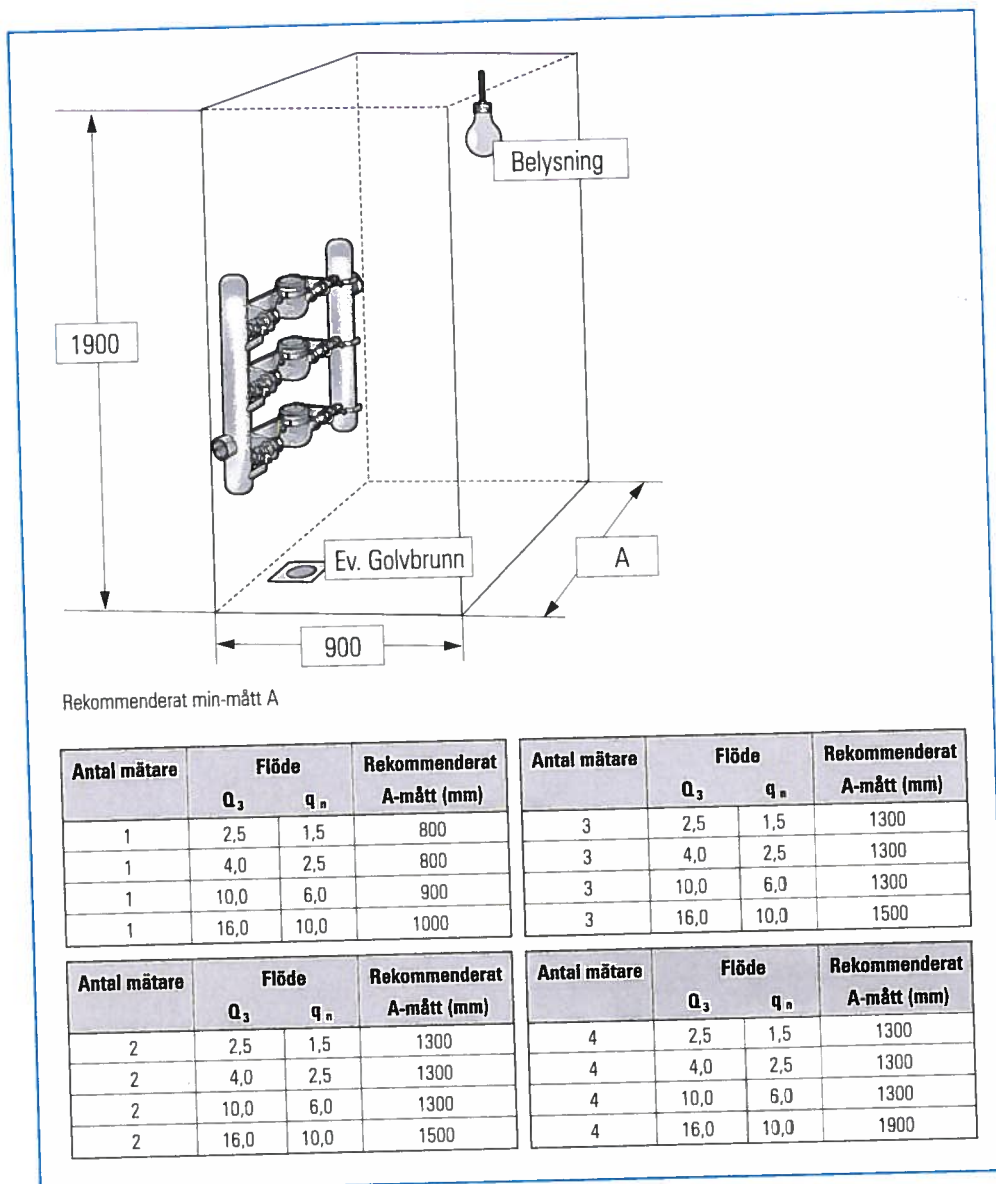 Belysning
1900
Ev. Golvbrunn
A
900
Rekommenderat min-mått A
Antal mätare Flöde Rekommenderat
Q3 qn A-mått (mm)
1 2,5 1,5 800
1 4,0 2,5 800
1 10,0 6,0 900
1 16,0 10,0 1000
Antal mätare Flöde Rekommenderat
Q3 qn A-mått (mm)
3 2,5 1,5 1300
3 4,0 2,5 1300
3 10,0 6,0 1300
3 16,0 10,0 1500
Antal mätare Flöde Rekommenderat
Q3 qn A-mått (mm)
2 2,5 1,5 1300
2 4,0 2,5 1300
2 10,0 6,0 1300
2 16,0 10,0 1500
Antal mätare Flöde Rekommenderat
Q3 qn A-mått (mm)
4 2,5 1,5 1300
4 4,0 2,5 1300
4 10,0 6,0 1300
4 16,0 10,0 1900